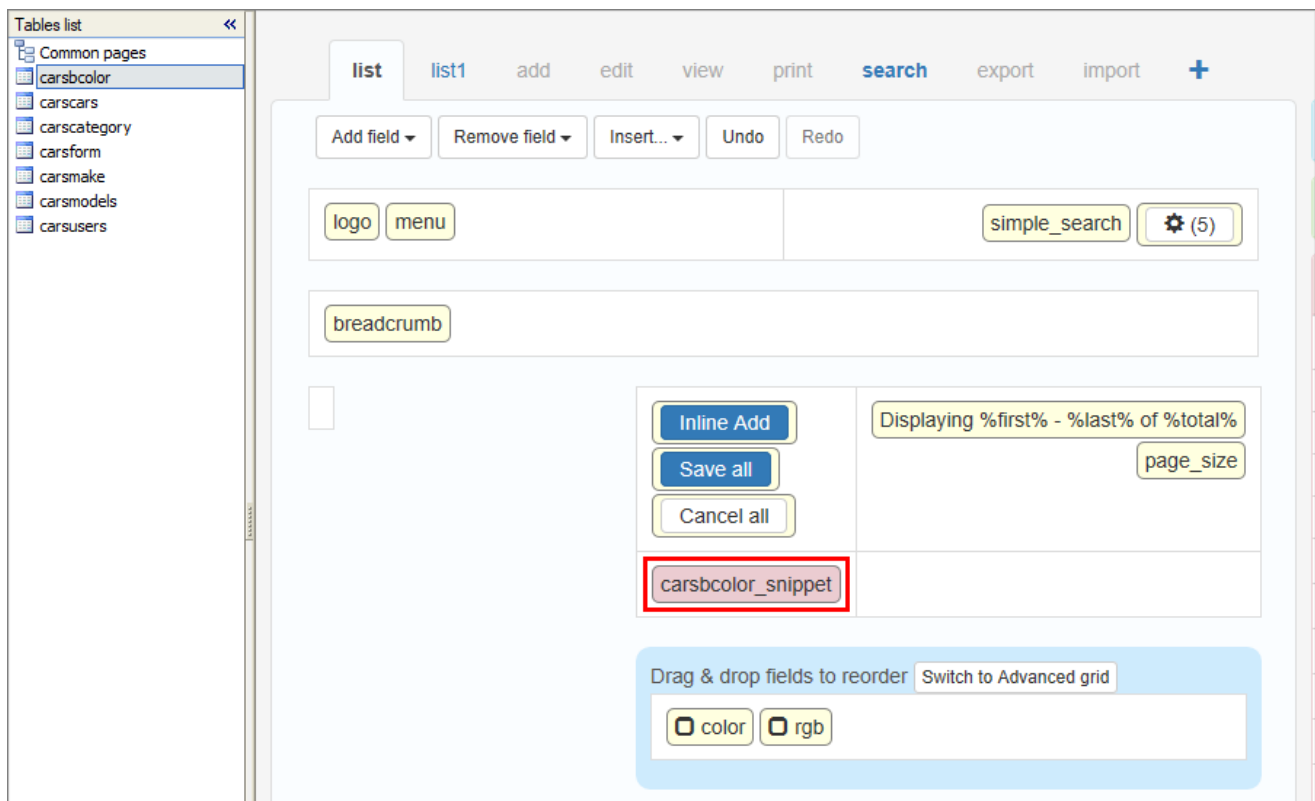 Tables list «
Common pages
carsbcolor
carscars
carscategory
carsform
carsmake
carsmodels
carsusers
list list1 add edit view print search export import +
Add field Remove field Insert... Undo Redo
logo menu simple_search (5)
breadcrumb
Inline Add Displaying %first% - %last% of %total%
Save all page_size
Cancel all
carsbcolor_snippet
Drag & drop fields to reorder Switch to Advanced grid
color rgb